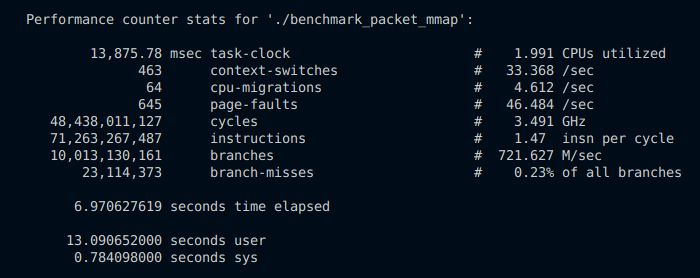 Performance counter stats for './benchmark_packet_mmap':
13,875.78 msec task-clock # 1.991 CPUs utilized
463 context-switches # 33.368 /sec
64 cpu-migrations # 4.612 /sec
645 page-faults # 46.484 /sec
48,438,011,127 cycles # 3.491 GHz
71,263,267,487 instructions # 1.47 insn per cycle
10,013,130,161 branches # 721.627 M/sec
23,114,373 branch-misses # 0.23% of all branches
6.970627619 seconds time elapsed
13.090652000 seconds user
0.784098000 seconds sys